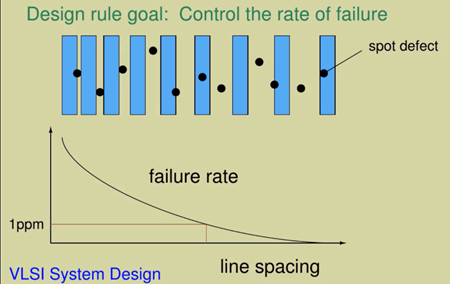 Design rule goal: Control the rate of failure
spot defect
failure rate
1ppm
line spacing
VLSI System Design